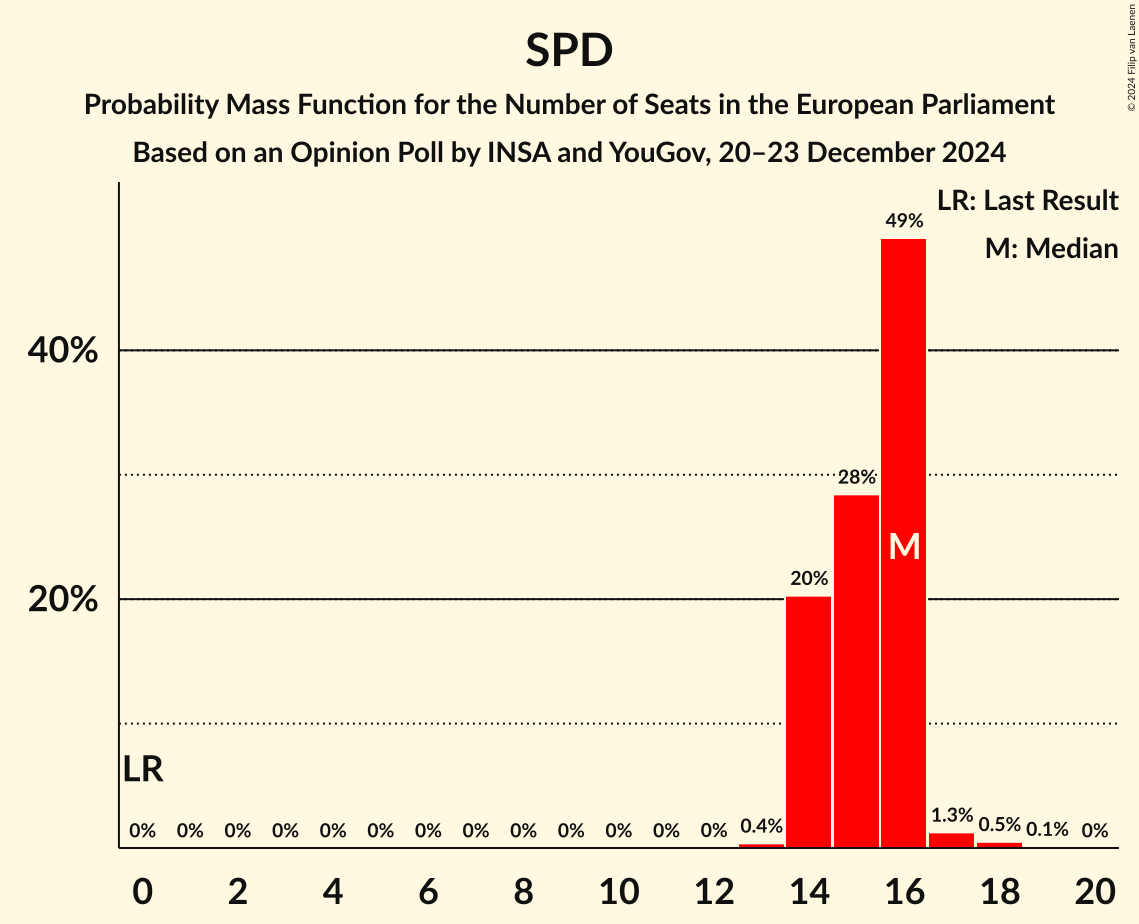 SPD
Probability Mass Function for the Number of Seats in the European Parliament
Based on an Opinion Poll by INSA and YouGov, 20–23 December 2024
© 2024 Filip van Laenen
LR: Last Result
M: Median
49%
40%
28%
M
20%
20%
LR
0% 0% 0% 0% 0% 0% 0% 0% 0% 0% 0% 0% 0% 0.4% 1.3% 0.5% 0.1% 0%
0 2 4 6 8 10 12 14 16 18 20